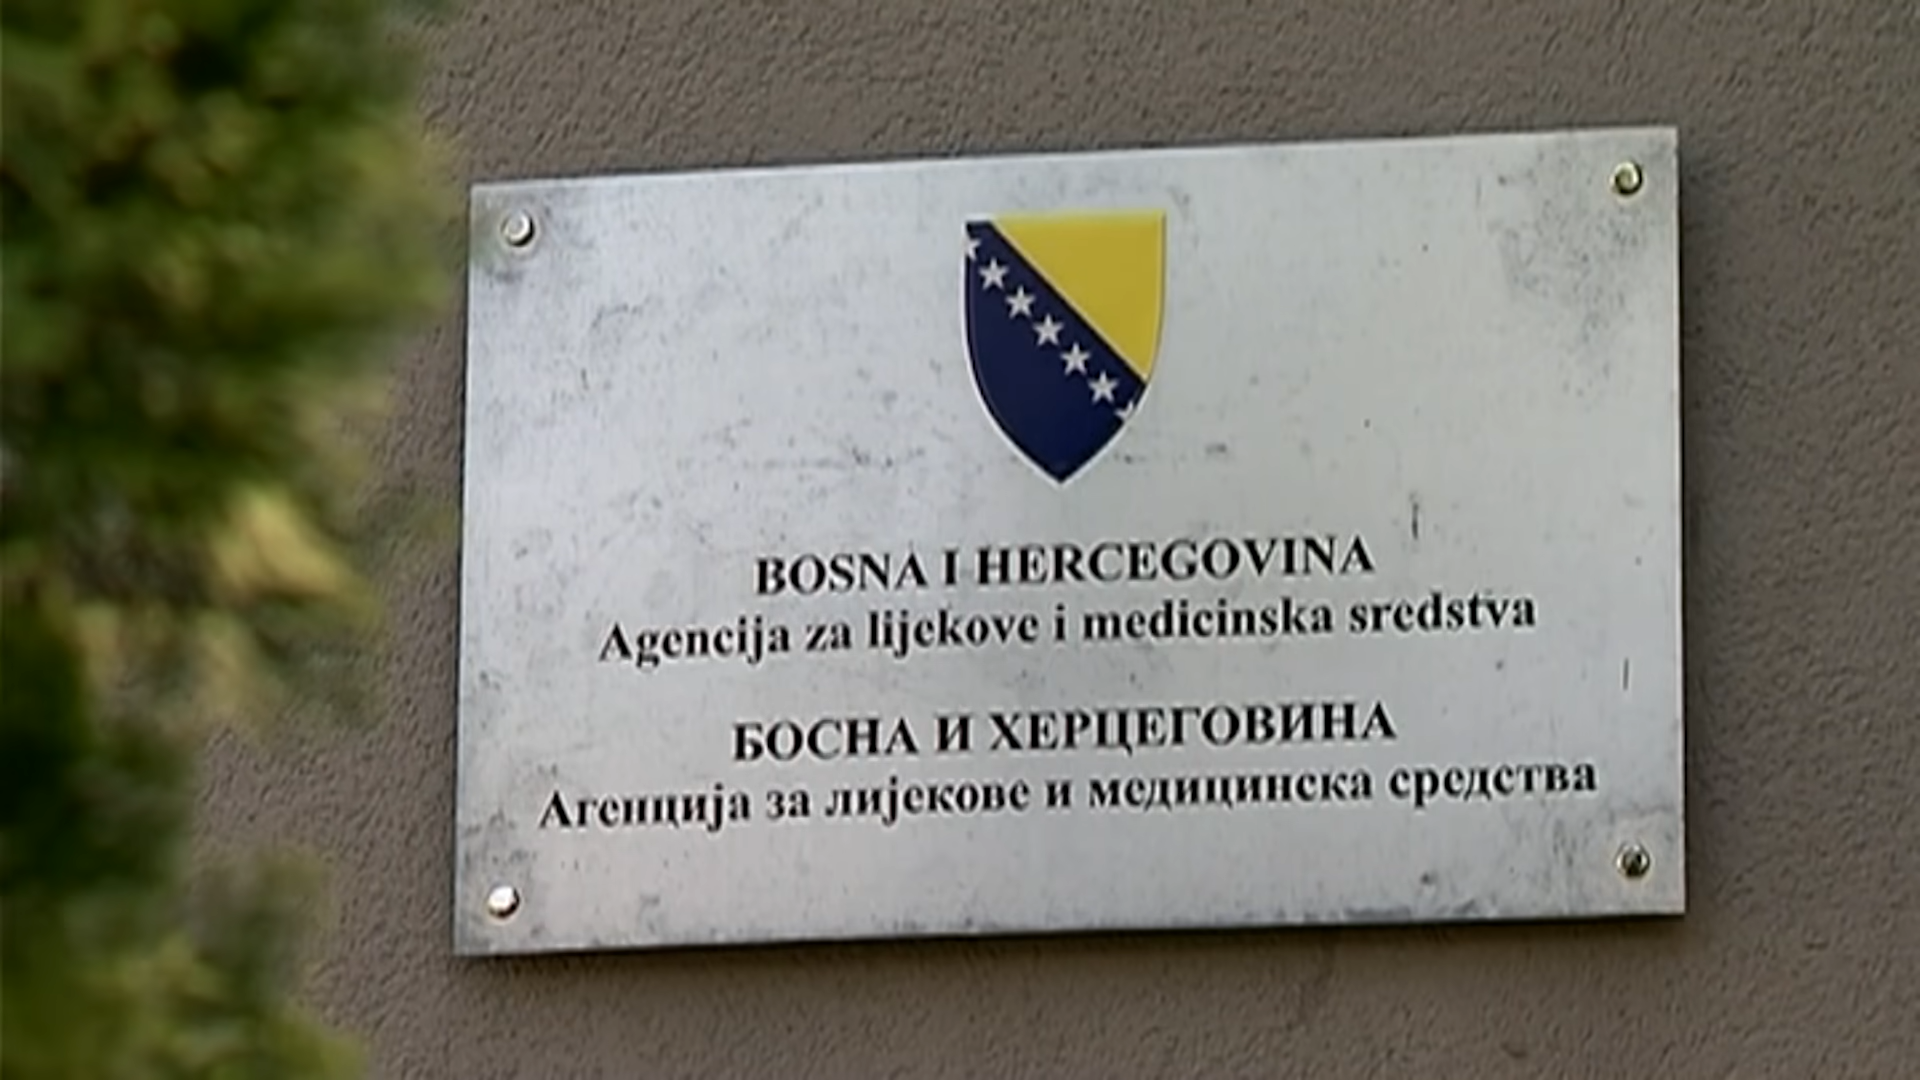 BOSNA I HERCEGOVINA
Agencija za lijekove i medicinska sredstva
БОСНА И ХЕРЦЕГОВИНА
Агенција за лијекове и медицинска средства